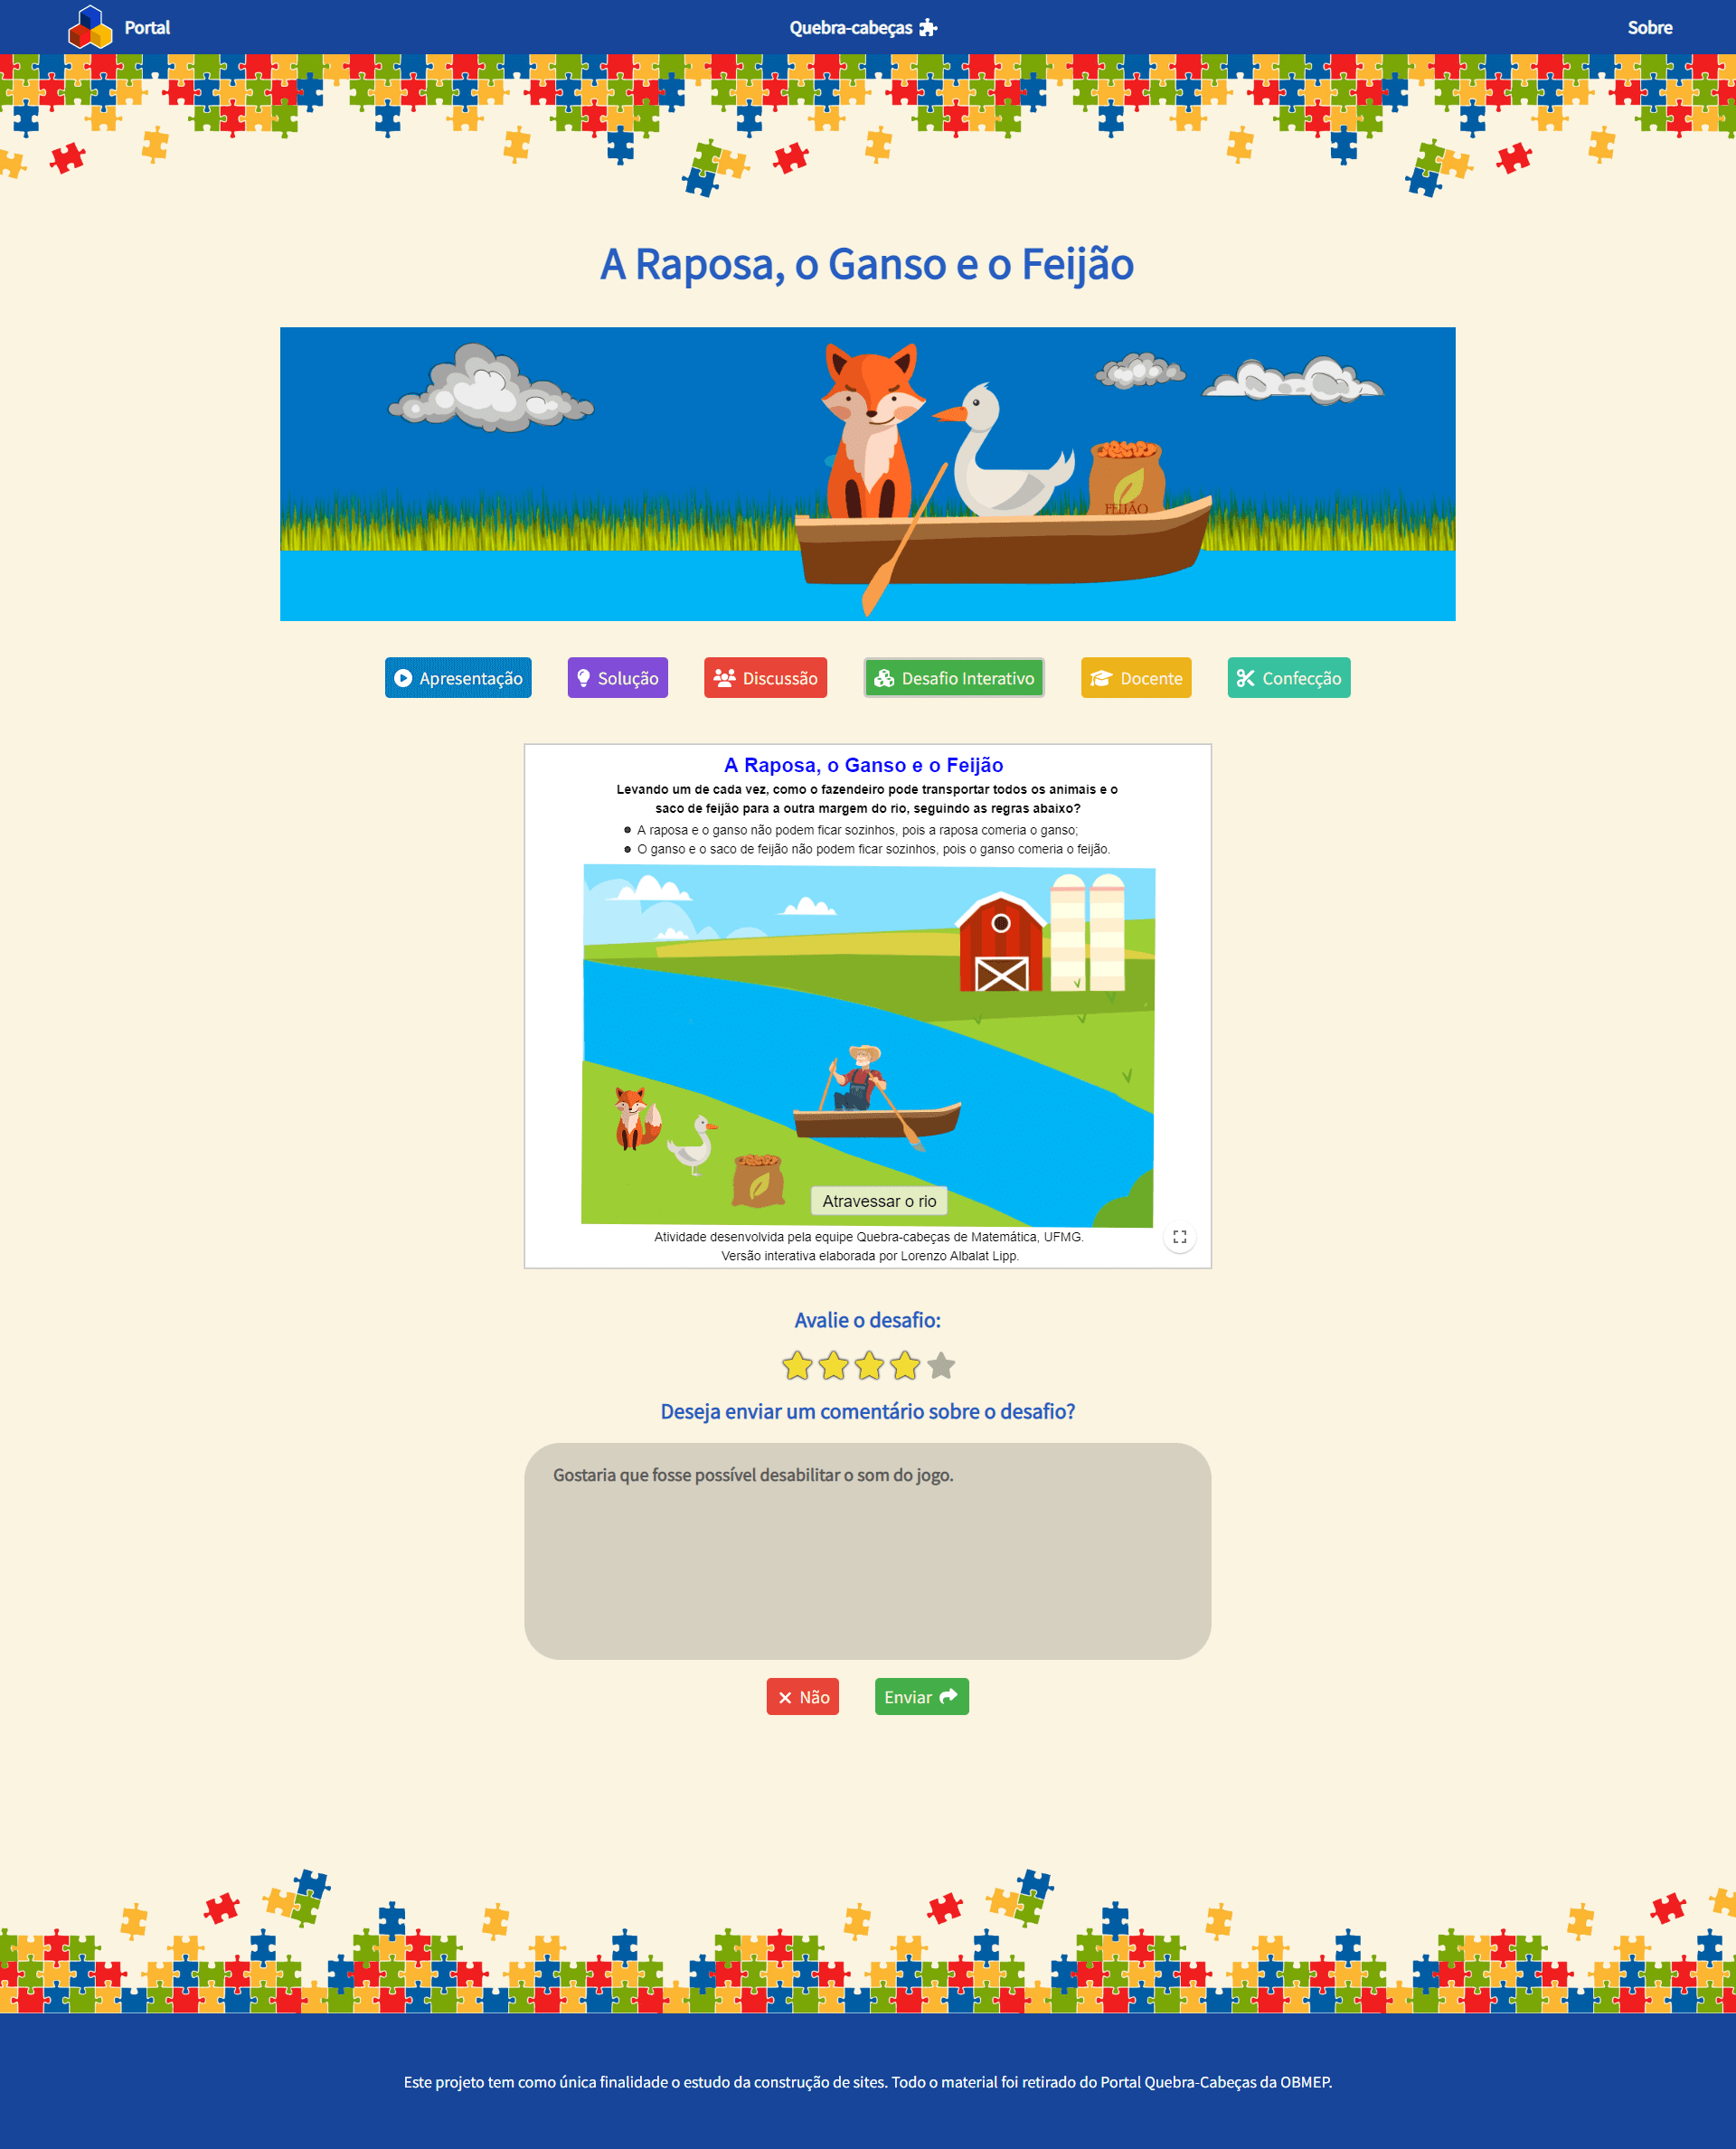 Portal
Quebra-cabeças
Sobre
A Raposa, o Ganso e o Feijão
FEIJÃO
Apresentação
Solução
Discussão
Desafio Interativo
Docente
Confecção
A Raposa, o Ganso e o Feijão
Levando um de cada vez, como o fazendeiro pode transportar todos os animais e o
saco de feijão para a outra margem do rio, seguindo as regras abaixo?
A raposa e o ganso não podem ficar sozinhos, pois a raposa comeria o ganso;
O ganso e o saco de feijão não podem ficar sozinhos, pois o ganso comeria o feijão.
Atravessar o rio
Atividade desenvolvida pela equipe Quebra-cabeças de Matemática, UFMG.
Versão interativa elaborada por Lorenzo Albalat Lipp.
Avalie o desafio:
Deseja enviar um comentário sobre o desafio?
Gostaria que fosse possível desabilitar o som do jogo.
Não
Enviar
Este projeto tem como única finalidade o estudo da construção de sites. Todo o material foi retirado do Portal Quebra-Cabeças da OBMEP.